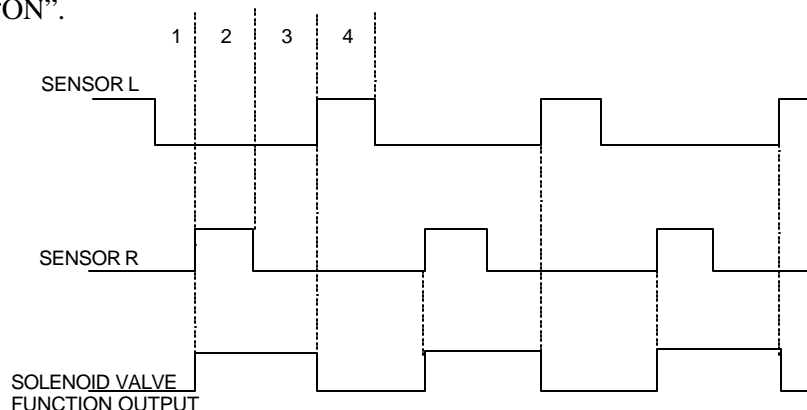 ON”.
1 2 3 4
SENSOR L
SENSOR R
SOLENOID VALVE
FUNCTION OUTPUT